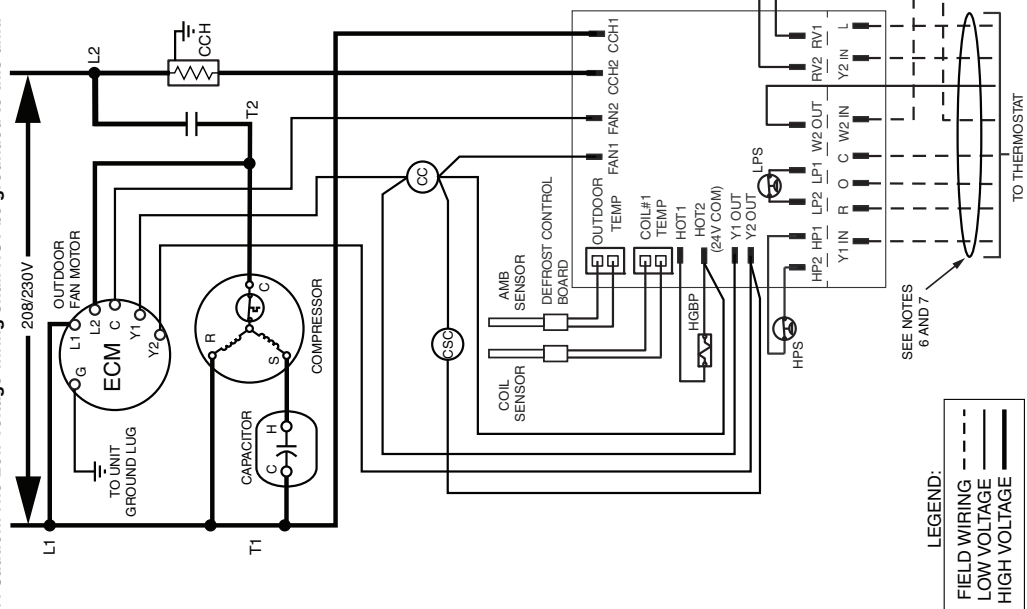 L2
CCH
208/230V
T2
OUTDOOR
FAN MOTOR
L1
L2
C
Y1
Y2
G
ECM
TO UNIT
GROUND LUG
COMPRESSOR
R
C
S
CAPACITOR
H
C
L1
T1
CC
CSC
AMB
SENSOR
COIL
SENSOR
DEFROST CONTROL
BOARD
CCH1
CCH2
FAN2
FAN1
OUTDOOR
TEMP
COIL#1
TEMP
HOT1
HOT2
(24V COM)
Y1 OUT
Y2 OUT
HGBP
RV1
RV2
W2 OUT
LP1
LP2
HP1
HP2
LPS
HPS
L
Y2 IN
W2 IN
C
O
R
Y1 IN
TO THERMOSTAT
SEE NOTES
6 AND 7
LEGEND:
FIELD WIRING
LOW VOLTAGE
HIGH VOLTAGE